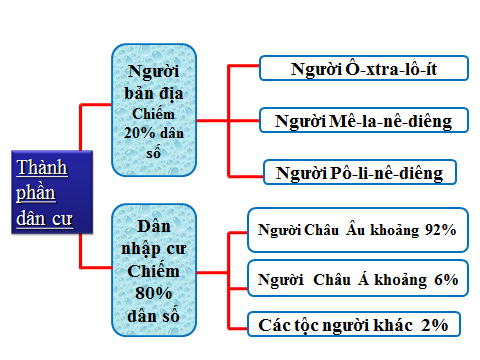 Thành
phần
dân cư
Người
bản địa
Chiếm
20% dân
số
Người Ô-xtra-lô-ít
Người Mê-la-nê-diêng
Người Pô-li-nê-diêng
Dân
nhập cư
Chiếm
80%
dân số
Người Châu Âu khoảng 92%
Người Châu Á khoảng 6%
Các tộc người khác 2%